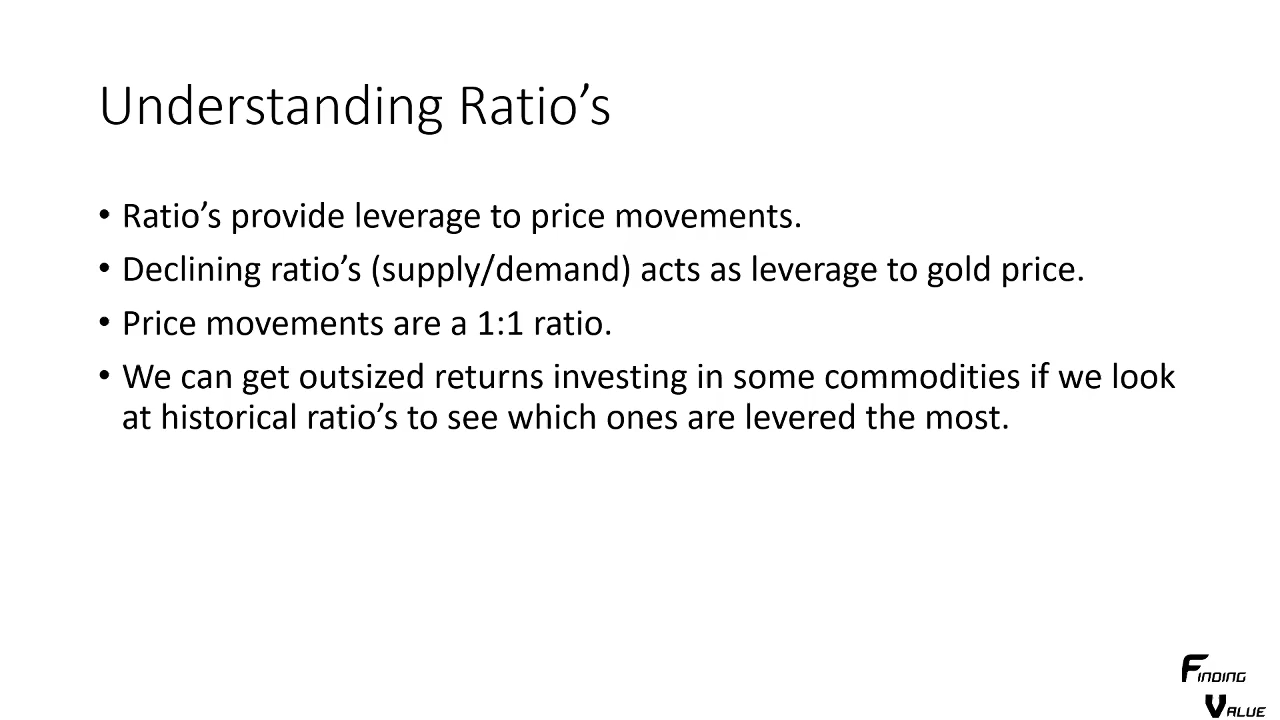 Understanding Ratio’s
• Ratio’s provide leverage to price movements.
• Declining ratio’s (supply/demand) acts as leverage to gold price.
• Price movements are a 1:1 ratio.
• We can get outsized returns investing in some commodities if we look
at historical ratio’s to see which ones are levered the most.
Finding
Value